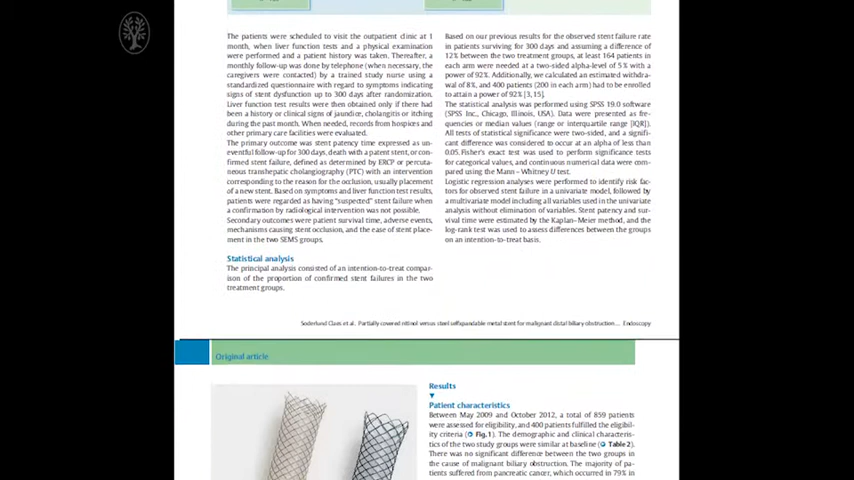 The patients were scheduled to visit the outpatient clinic at 1
month, when liver function tests and a physical examination
were performed and a patient history was taken. Thereafter, a
monthly follow-up was done by telephone (when necessary, the
caregivers were contacted) by a trained study nurse using a
standardized questionnaire with regard to symptoms indicating
signs of stent dysfunction up to 300 days after randomization.
Liver function test results were then obtained only if there had
been a history or clinical signs of jaundice, cholangitis or itching
during the past month. When needed, records from hospices and
other primary care facilities were evaluated.
The primary outcome was stent patency time expressed as un-
eventful follow-up for 300 days, death with a patent stent, or con-
firmed stent failure, defined as determined by ERCP or percuta-
neous transhepatic cholangiography (PTC) with an intervention
corresponding to the reason for the occlusion, usually placement
of a new stent. Based on symptoms and liver function test results,
patients were regarded as having "suspected" stent failure when
a confirmation by radiological intervention was not possible.
Secondary outcomes were patient survival time, adverse events,
mechanisms causing stent occlusion, and the ease of stent place-
ment in the two SEMS groups.
Statistical analysis
The principal analysis consisted of an intention-to-treat compar-
ison of the proportion of confirmed stent failures in the two
treatment groups.
Based on our previous results for the observed stent failure rate
in patients surviving for 300 days and assuming a difference of
12% between the two treatment groups, at least 164 patients in
each arm were needed at a two-sided alpha-level of 5% with a
power of 92%. Additionally, we calculated an estimated withdra-
wal of 8%, and 400 patients (200 in each arm) had to be enrolled
to attain a power of 92% [3,15].
The statistical analysis was performed using SPSS 19.0 software
(SPSS Inc., Chicago, Illinois, USA). Data were presented as fre-
quencies or median values (range or interquartile range [IQR]).
All tests of statistical significance were two-sided, and a signifi-
cant difference was considered to occur at an alpha of less than
0.05. Fisher's exact test was used to perform significance tests
for categorical values, and continuous numerical data were com-
pared using the Mann – Whitney U test.
Logistic regression analyses were performed to identify risk fac-
tors for observed stent failure in a univariate model, followed by
a multivariate model including all variables used in the univariate
analysis without elimination of variables. Stent patency and sur-
vival time were estimated by the Kaplan–Meier method, and the
log-rank test was used to assess differences between the groups
on an intention-to-treat basis.
Soderlund Claes et al. Partially covered nitinol versus steel selfexpandable metal stent for malignant distal biliary obstruction… Endoscopy
Original article
Results
Patient characteristics
Between May 2009 and October 2012, a total of 859 patients
were assessed for eligibility, and 400 patients fulfilled the eligibil-
ity criteria (Fig. 1). The demographic and clinical characteris-
tics of the two study groups were similar at baseline (Table 2).
There was no significant difference between the two groups in
the cause of malignant biliary obstruction. The majority of pa-
tients suffered from pancreatic cancer, which occurred in 79% in